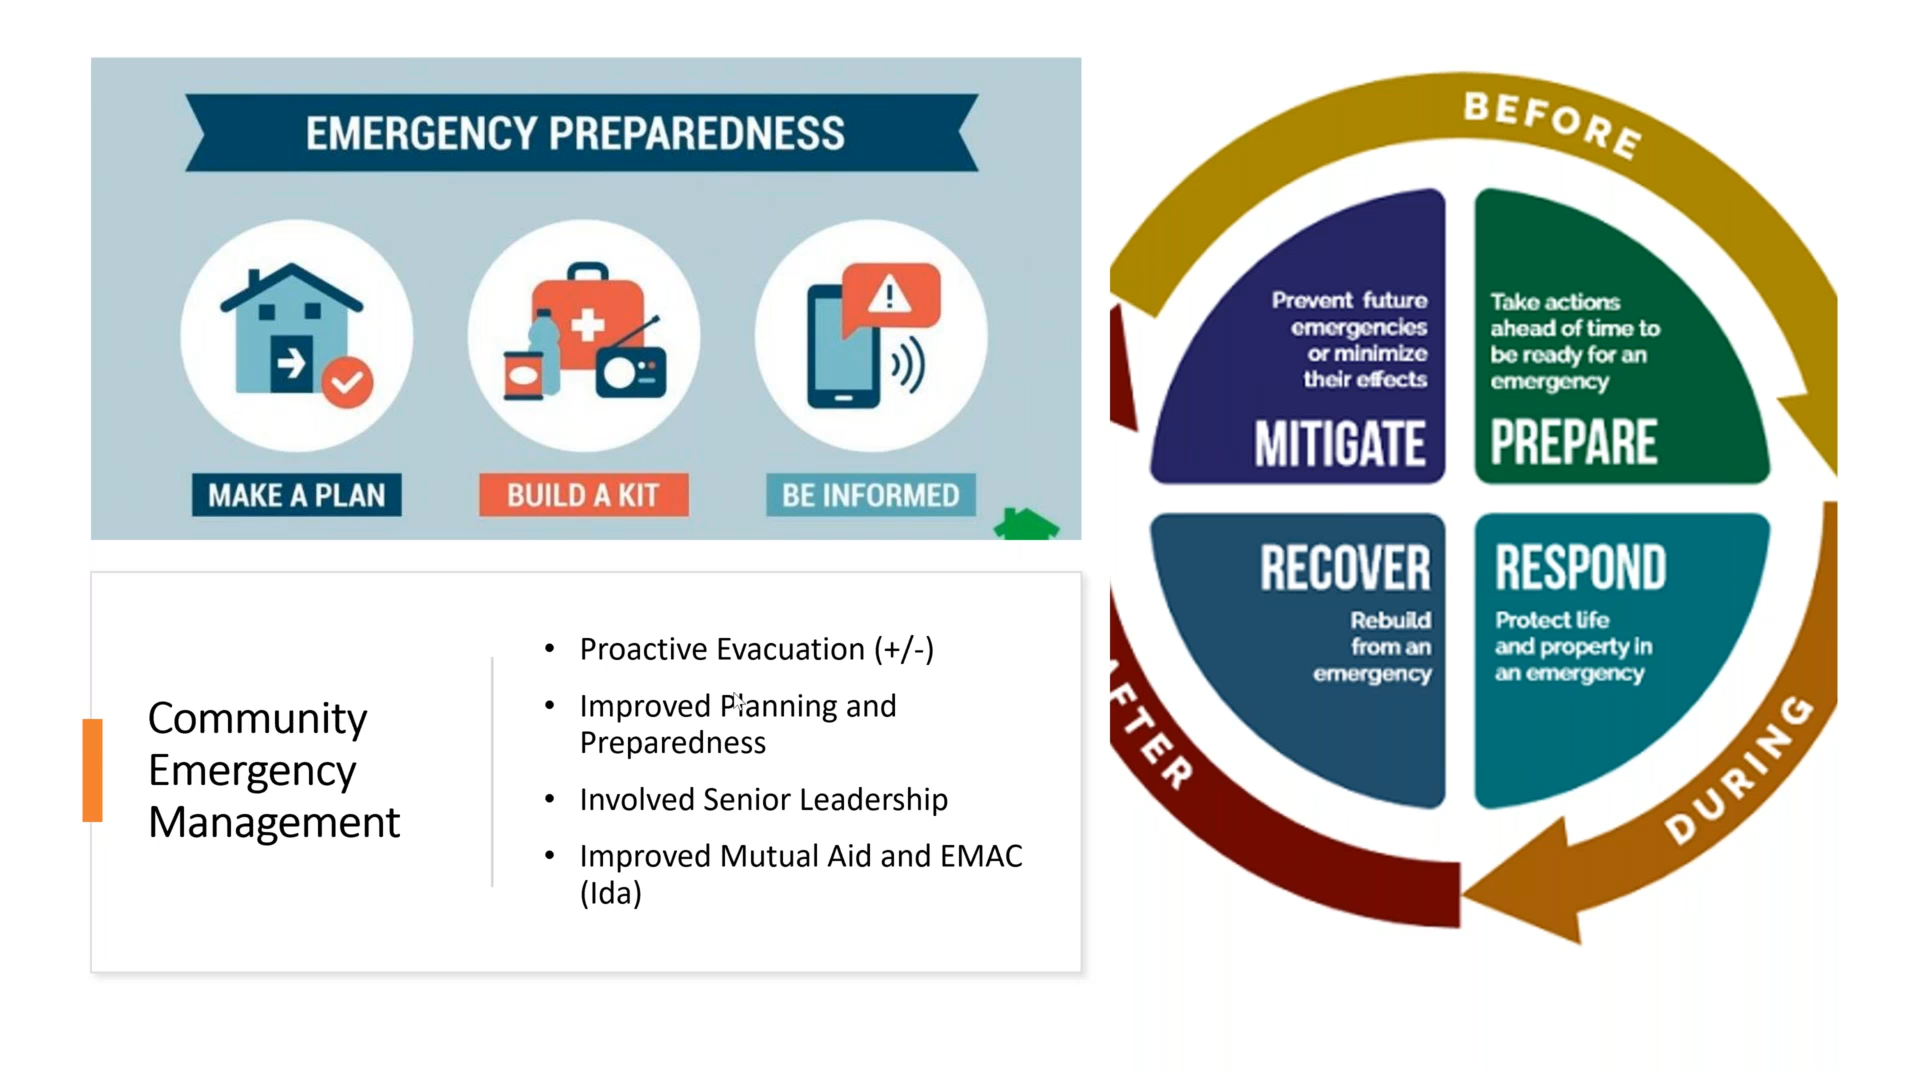 EMERGENCY PREPAREDNESS
MAKE A PLAN
BUILD A KIT
BE INFORMED
Community
Emergency
Management
• Proactive Evacuation (+/-)
• Improved Planning and
Preparedness
• Involved Senior Leadership
• Improved Mutual Aid and EMAC
(Ida)
BEFORE
Prevent future
emergencies
or minimize
their effects
MITIGATE
Take actions
ahead of time to
be ready for an
emergency
PREPARE
RECOVER
Rebuild
from an
emergency
RESPOND
Protect life
and property in
an emergency
AFTER
DURING